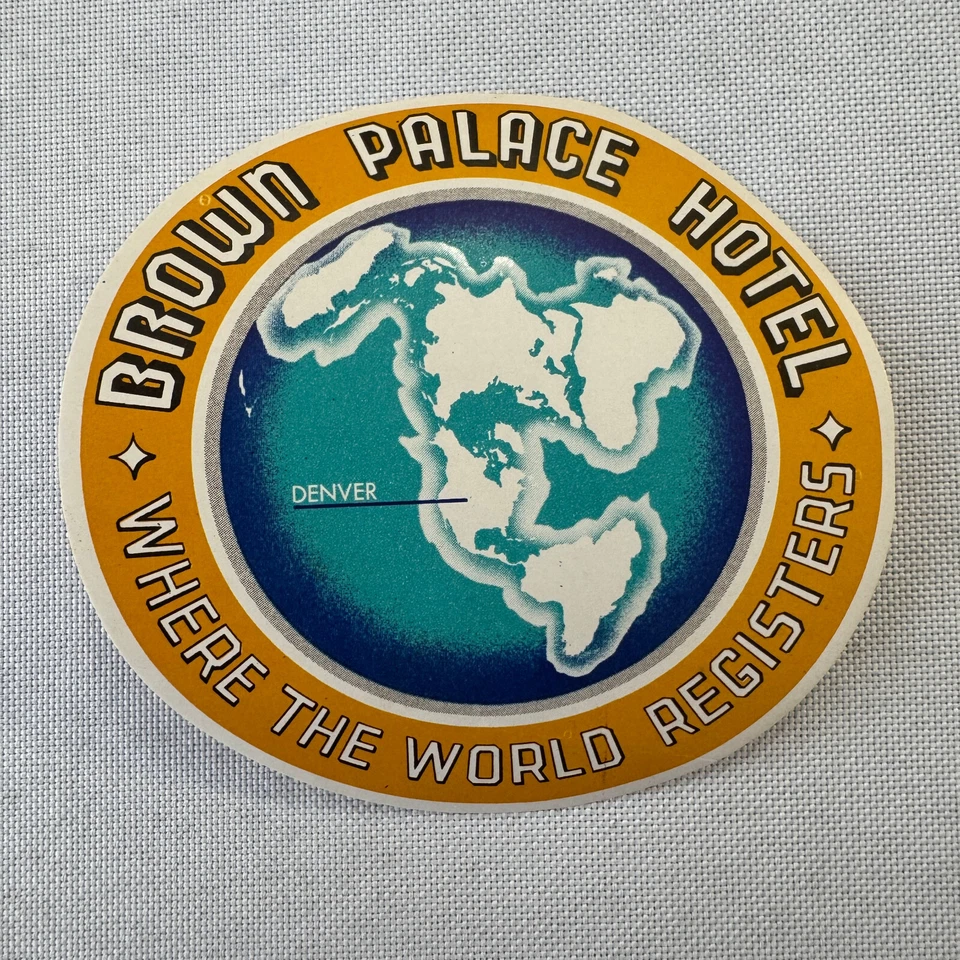 BROWN PALACE HOTEL
DENVER
WHERE THE WORLD REGISTERS